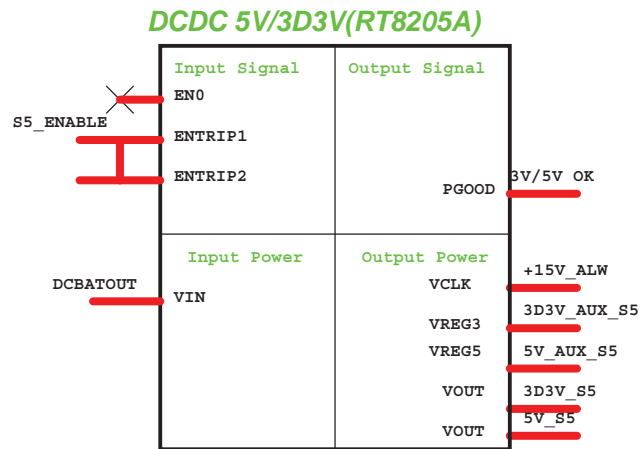 DCDC 5V/3D3V(RT8205A)
Input Signal
Output Signal
EN0
S5_ENABLE
ENTRIP1
ENTRIP2
3V/5V OK
PGOOD
Input Power
Output Power
+15V_ALW
VCLK
DCBATOUT
VIN
3D3V_AUX_S5
VREG3
VREG5
5V_AUX_S5
VOUT
3D3V_S5
5V_S5
VOUT